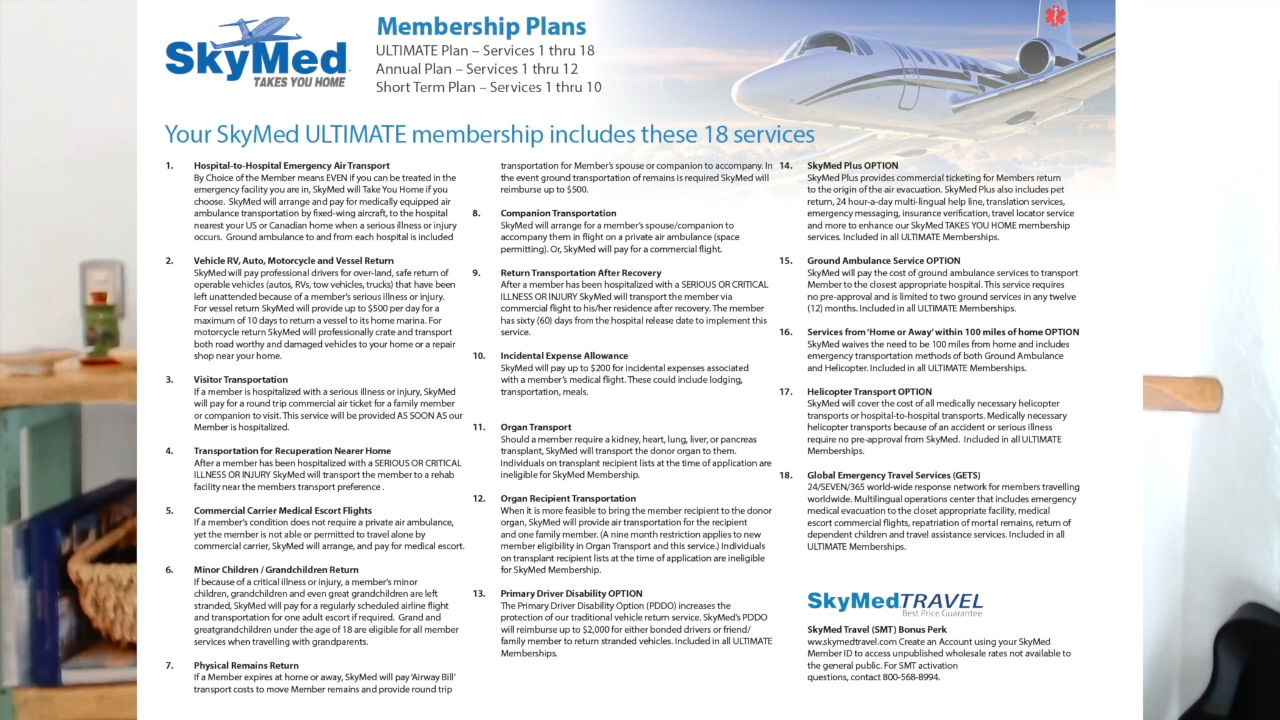 SkyMed
TAKES YOU HOME
Membership Plans
ULTIMATE Plan – Services 1 thru 18
Annual Plan – Services 1 thru 12
Short Term Plan – Services 1 thru 10
Your SkyMed ULTIMATE membership includes these 18 services
1. Hospital-to-Hospital Emergency Air Transport
By Choice of the Member means EVEN if you can be treated in the
emergency facility you are in, SkyMed will Take You Home if you
choose. SkyMed will arrange and pay for medically equipped air
ambulance transportation by fixed-wing aircraft, to the hospital
nearest your US or Canadian home when a serious illness or injury
occurs. Ground ambulance to and from each hospital is included
2. Vehicle RV, Auto, Motorcycle and Vessel Return
SkyMed will pay professional drivers for over-land, safe return of
operable vehicles (autos, RVs, tow vehicles, trucks) that have been
left unattended because of a member's serious illness or injury.
For vessel return SkyMed will provide up to $500 per day for a
maximum of 10 days to return a vessel to its home marina. For
motorcycle return SkyMed will professionally crate and transport
both road worthy and damaged vehicles to your home or a repair
shop near your home.
3. Visitor Transportation
If a member is hospitalized with a serious illness or injury, SkyMed
will pay for a round trip commercial air ticket for a family member
or companion to visit. This service will be provided AS SOON AS our
Member is hospitalized.
4. Transportation for Recuperation Nearer Home
After a member has been hospitalized with a SERIOUS OR CRITICAL
ILLNESS OR INJURY SkyMed will transport the member to a rehab
facility near the members transport preference .
5. Commercial Carrier Medical Escort Flights
If a member's condition does not require a private air ambulance,
yet the member is not able or permitted to travel alone by
commercial carrier, SkyMed will arrange, and pay for medical escort.
6. Minor Children / Grandchildren Return
If because of a critical illness or injury, a member's minor
children, grandchildren and even great grandchildren are left
stranded, SkyMed will pay for a regularly scheduled airline flight
and transportation for one adult escort if required. Grand and
greatgrandchildren under the age of 18 are eligible for all member
services when travelling with grandparents.
7. Physical Remains Return
If a Member expires at home or away, SkyMed will pay 'Airway Bill'
transport costs to move Member remains and provide round trip
transportation for Member's spouse or companion to accompany. In
the event ground transportation of remains is required SkyMed will
reimburse up to $500.
8. Companion Transportation
SkyMed will arrange for a member's spouse/companion to
accompany them in flight on a private air ambulance (space
permitting). Or, SkyMed will pay for a commercial flight.
9. Return Transportation After Recovery
After a member has been hospitalized with a SERIOUS OR CRITICAL
ILLNESS OR INJURY SkyMed will transport the member via
commercial flight to his/her residence after recovery. The member
has sixty (60) days from the hospital release date to implement this
service.
10. Incidental Expense Allowance
SkyMed will pay up to $200 for incidental expenses associated
with a member's medical flight. These could include lodging,
transportation, meals.
11. Organ Transport
Should a member require a kidney, heart, lung, liver, or pancreas
transplant, SkyMed will transport the donor organ to them.
Individuals on transplant recipient lists at the time of application are
ineligible for SkyMed Membership.
12. Organ Recipient Transportation
When it is more feasible to bring the member recipient to the donor
organ, SkyMed will provide air transportation for the recipient
and one family member. (A nine month restriction applies to new
member eligibility in Organ Transport and this service.) Individuals
on transplant recipient lists at the time of application are ineligible
for SkyMed Membership.
13. Primary Driver Disability OPTION
The Primary Driver Disability Option (PDDO) increases the
protection of our traditional vehicle return service. SkyMed's PDDO
will reimburse up to $2,000 for either bonded drivers or friend/
family member to return stranded vehicles. Included in all ULTIMATE
Memberships.
14. SkyMed Plus OPTION
SkyMed Plus provides commercial ticketing for Members return
to the origin of the air evacuation. SkyMed Plus also includes pet
return, 24 hour-a-day multi-lingual help line, translation services,
emergency messaging, insurance verification, travel locator service
and more to enhance our SkyMed TAKES YOU HOME membership
services. Included in all ULTIMATE Memberships.
15. Ground Ambulance Service OPTION
SkyMed will pay the cost of ground ambulance services to transport
Member to the closest appropriate hospital. This service requires
no pre-approval and is limited to two ground services in any twelve
(12) months. Included in all ULTIMATE Memberships.
16. Services from 'Home or Away' within 100 miles of home OPTION
SkyMed waives the need to be 100 miles from home and includes
emergency transportation methods of both Ground Ambulance
and Helicopter. Included in all ULTIMATE Memberships.
17. Helicopter Transport OPTION
SkyMed will cover the cost of all medically necessary helicopter
transports or hospital-to-hospital transports. Medically necessary
helicopter transports because of an accident or serious illness
require no pre-approval from SkyMed. Included in all ULTIMATE
Memberships.
18. Global Emergency Travel Services (GETS)
24/SEVEN/365 world-wide response network for members travelling
worldwide. Multilingual operations center that includes emergency
medical evacuation to the closet appropriate facility, medical
escort commercial flights, repatriation of mortal remains, return of
dependent children and travel assistance services. Included in all
ULTIMATE Memberships.
SkyMedTRAVEL
Best Price Guarantee
SkyMed Travel (SMT) Bonus Perk
ww.skymedtravel.com Create an Account using your SkyMed
Member ID to access unpublished wholesale rates not available to
the general public. For SMT activation
questions, contact 800-568-8994.